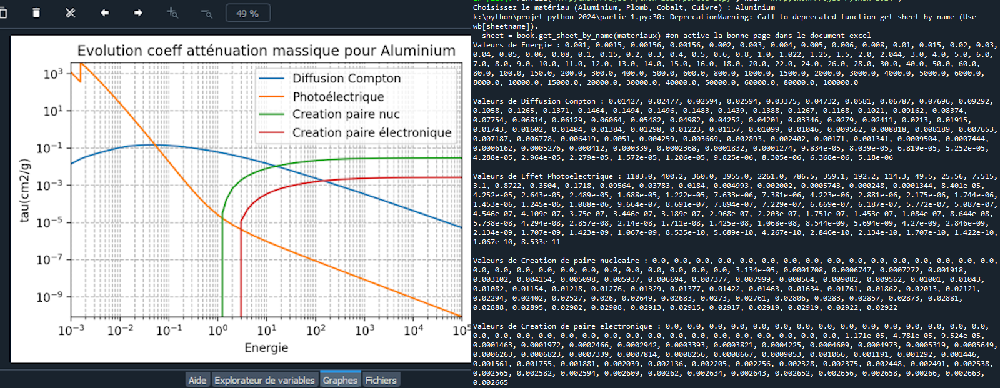 49 %
Evolution coeff atténuation massique pour Aluminium
10³
10¹
10⁻¹
10⁻³
10⁻⁵
10⁻⁷
10⁻⁹
tau(cm2/g)
Diffusion Compton
Photoélectrique
Creation paire nuc
Creation paire électronique
10⁻³ 10⁻² 10⁻¹ 10⁰ 10¹ 10² 10³ 10⁴ 10⁵
Energie
Aide Explorateur de variables Graphes Fichiers
Choisissez le matériau (Aluminium, Plomb, Cobalt, Cuivre) : Aluminium
k:\python\projet_python_2024\partie 1.py:30: DeprecationWarning: Call to deprecated function get_sheet_by_name (Use
wb[sheetname]).
sheet = book.get_sheet_by_name(materiaux) #on active la bonne page dans le document excel
Valeurs de Energie : 0.001, 0.0015, 0.00156, 0.00156, 0.002, 0.003, 0.004, 0.005, 0.006, 0.008, 0.01, 0.015, 0.02, 0.03,
0.04, 0.05, 0.06, 0.08, 0.1, 0.15, 0.2, 0.3, 0.4, 0.5, 0.6, 0.8, 1.0, 1.022, 1.25, 1.5, 2.0, 2.044, 3.0, 4.0, 5.0, 6.0,
7.0, 8.0, 9.0, 10.0, 11.0, 12.0, 13.0, 14.0, 15.0, 16.0, 18.0, 20.0, 22.0, 24.0, 26.0, 28.0, 30.0, 40.0, 50.0, 60.0,
80.0, 100.0, 150.0, 200.0, 300.0, 400.0, 500.0, 600.0, 800.0, 1000.0, 1500.0, 2000.0, 3000.0, 4000.0, 5000.0, 6000.0,
8000.0, 10000.0, 15000.0, 20000.0, 30000.0, 40000.0, 50000.0, 60000.0, 80000.0, 100000.0
Valeurs de Diffusion Compton : 0.01427, 0.02477, 0.02594, 0.02594, 0.03375, 0.04732, 0.0581, 0.06787, 0.07696, 0.09292,
0.1058, 0.1265, 0.1371, 0.1464, 0.1494, 0.1496, 0.1483, 0.1439, 0.1388, 0.1267, 0.1168, 0.1021, 0.09162, 0.08374,
0.07754, 0.06814, 0.06129, 0.06064, 0.05482, 0.04982, 0.04252, 0.04201, 0.03346, 0.0279, 0.02411, 0.0213, 0.01915,
0.01743, 0.01602, 0.01484, 0.01384, 0.01298, 0.01223, 0.01157, 0.01099, 0.01046, 0.009562, 0.008818, 0.008189, 0.007653,
0.007187, 0.006778, 0.006419, 0.0051, 0.004259, 0.003669, 0.002893, 0.002402, 0.00171, 0.001341, 0.0009504, 0.0007444,
0.0006162, 0.0005276, 0.000412, 0.000339, 0.0002368, 0.0001832, 0.0001274, 9.834e-05, 8.039e-05, 6.819e-05, 5.252e-05,
4.288e-05, 2.964e-05, 2.279e-05, 1.572e-05, 1.206e-05, 9.825e-06, 8.305e-06, 6.368e-06, 5.18e-06
Valeurs de Effet Photoelectrique : 1183.0, 400.2, 360.0, 3955.0, 2261.0, 786.5, 359.1, 192.2, 114.3, 49.5, 25.56, 7.515,
3.1, 0.8722, 0.3504, 0.1718, 0.09564, 0.03783, 0.0184, 0.004993, 0.002002, 0.0005743, 0.000248, 0.0001344, 8.401e-05,
4.252e-05, 2.643e-05, 2.489e-05, 1.688e-05, 1.222e-05, 7.633e-06, 7.381e-06, 4.223e-06, 2.881e-06, 2.175e-06, 1.744e-06,
1.453e-06, 1.245e-06, 1.088e-06, 9.664e-07, 8.691e-07, 7.894e-07, 7.229e-07, 6.669e-07, 6.187e-07, 5.772e-07, 5.087e-07,
4.546e-07, 4.109e-07, 3.75e-07, 3.446e-07, 3.189e-07, 2.968e-07, 2.203e-07, 1.751e-07, 1.453e-07, 1.084e-07, 8.644e-08,
5.738e-08, 4.294e-08, 2.857e-08, 2.14e-08, 1.711e-08, 1.425e-08, 1.068e-08, 8.544e-09, 5.694e-09, 4.27e-09, 2.846e-09,
2.134e-09, 1.707e-09, 1.423e-09, 1.067e-09, 8.535e-10, 5.689e-10, 4.267e-10, 2.846e-10, 2.134e-10, 1.707e-10, 1.422e-10,
1.067e-10, 8.533e-11
Valeurs de Creation de paire nucleaire : 0.0, 0.0, 0.0, 0.0, 0.0, 0.0, 0.0, 0.0, 0.0, 0.0, 0.0, 0.0, 0.0, 0.0, 0.0, 0.0,
0.0, 0.0, 0.0, 0.0, 0.0, 0.0, 0.0, 0.0, 0.0, 0.0, 0.0, 0.0, 3.134e-05, 0.0001708, 0.0006747, 0.0007272, 0.001918,
0.003102, 0.004154, 0.005098, 0.005937, 0.006694, 0.007377, 0.007999, 0.008564, 0.009082, 0.009562, 0.01001, 0.01043,
0.01082, 0.01154, 0.01218, 0.01276, 0.01329, 0.01377, 0.01422, 0.01463, 0.01634, 0.01761, 0.01862, 0.02013, 0.02121,
0.02294, 0.02402, 0.02527, 0.026, 0.02649, 0.02683, 0.0273, 0.02761, 0.02806, 0.0283, 0.02857, 0.02873, 0.02881,
0.02888, 0.02895, 0.02902, 0.02908, 0.02913, 0.02915, 0.02917, 0.02919, 0.02919, 0.02922, 0.02922
Valeurs de Creation de paire electronique : 0.0, 0.0, 0.0, 0.0, 0.0, 0.0, 0.0, 0.0, 0.0, 0.0, 0.0, 0.0, 0.0, 0.0, 0.0,
0.0, 0.0, 0.0, 0.0, 0.0, 0.0, 0.0, 0.0, 0.0, 0.0, 0.0, 0.0, 0.0, 0.0, 0.0, 0.0, 0.0, 1.171e-05, 4.781e-05, 9.524e-05,
0.0001463, 0.0001972, 0.0002466, 0.0002942, 0.0003393, 0.0003821, 0.0004225, 0.0004609, 0.0004973, 0.0005319, 0.0005649,
0.0006263, 0.0006823, 0.0007339, 0.0007814, 0.0008256, 0.0008667, 0.0009053, 0.001066, 0.001191, 0.001292, 0.001446,
0.001561, 0.001755, 0.001881, 0.002039, 0.002136, 0.002205, 0.002256, 0.002328, 0.002375, 0.002448, 0.002491, 0.002538,
0.002565, 0.002582, 0.002594, 0.002609, 0.00262, 0.002634, 0.002643, 0.002652, 0.002656, 0.002658, 0.00266, 0.002663,
0.002665